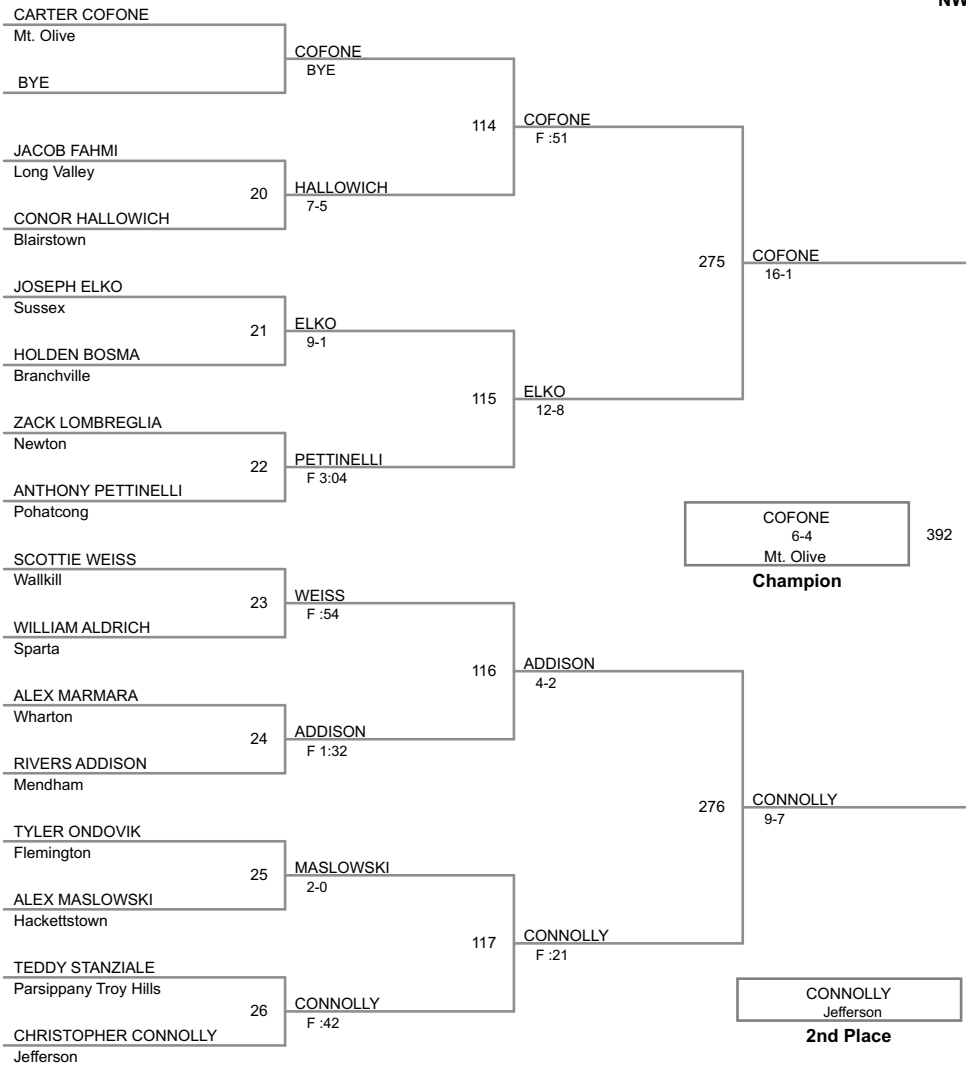 NW
CARTER COFONE
Mt. Olive
COFONE
BYE
BYE
114
COFONE
F :51
JACOB FAHMI
Long Valley
20
HALLOWICH
7-5
CONOR HALLOWICH
Blairstown
275
COFONE
16-1
JOSEPH ELKO
Sussex
21
ELKO
9-1
HOLDEN BOSMA
Branchville
115
ELKO
12-8
ZACK LOMBREGLIA
Newton
22
PETTINELLI
F 3:04
ANTHONY PETTINELLI
Pohatcong
COFONE
6-4
Mt. Olive
392
Champion
SCOTTIE WEISS
Wallkill
23
WEISS
F :54
WILLIAM ALDRICH
Sparta
116
ADDISON
4-2
ALEX MARMARA
Wharton
24
ADDISON
F 1:32
RIVERS ADDISON
Mendham
276
CONNOLLY
9-7
TYLER ONDOVIK
Flemington
25
MASLOWSKI
2-0
ALEX MASLOWSKI
Hackettstown
117
CONNOLLY
F :21
TEDDY STANZIALE
Parsippany Troy Hills
26
CONNOLLY
F :42
CHRISTOPHER CONNOLLY
Jefferson
CONNOLLY
Jefferson
2nd Place